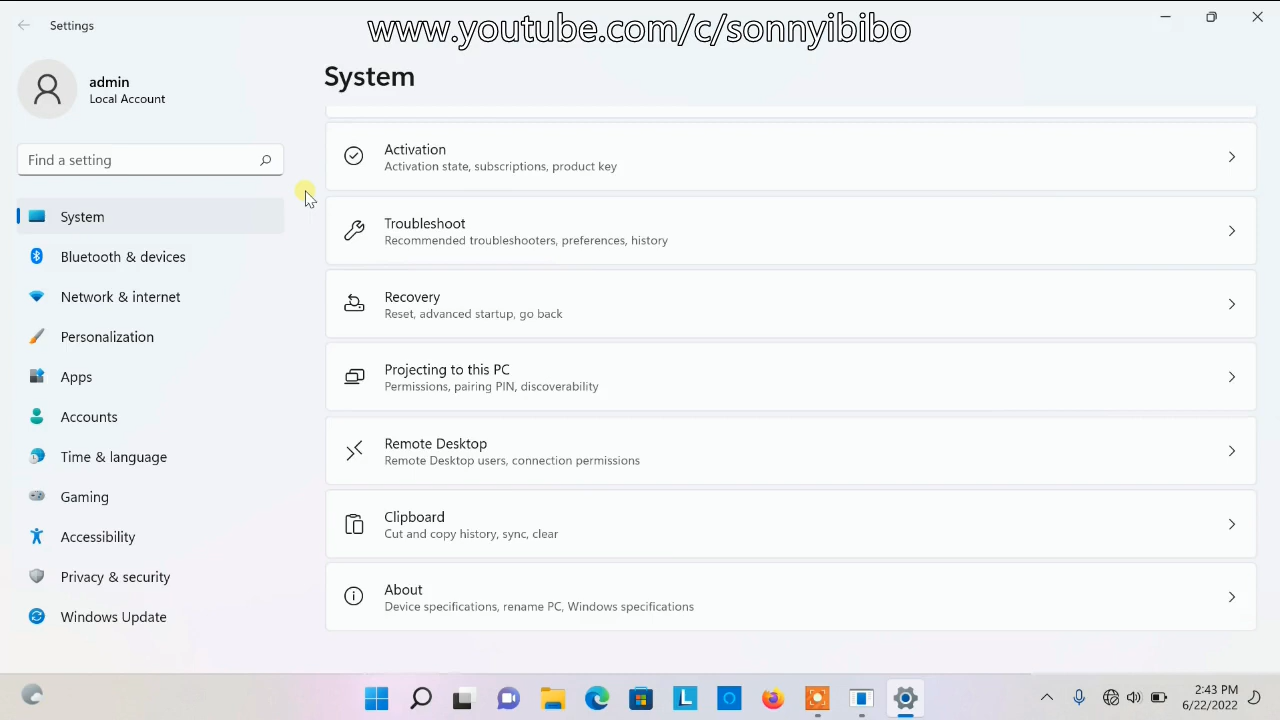 Settings
www.youtube.com/c/sonnyibibo
admin
Local Account
Find a setting
System
Bluetooth & devices
Network & internet
Personalization
Apps
Accounts
Time & language
Gaming
Accessibility
Privacy & security
Windows Update
System
Activation
Activation state, subscriptions, product key
Troubleshoot
Recommended troubleshooters, preferences, history
Recovery
Reset, advanced startup, go back
Projecting to this PC
Permissions, pairing PIN, discoverability
Remote Desktop
Remote Desktop users, connection permissions
Clipboard
Cut and copy history, sync, clear
About
Device specifications, rename PC, Windows specifications
L
2:43 PM
6/22/2022